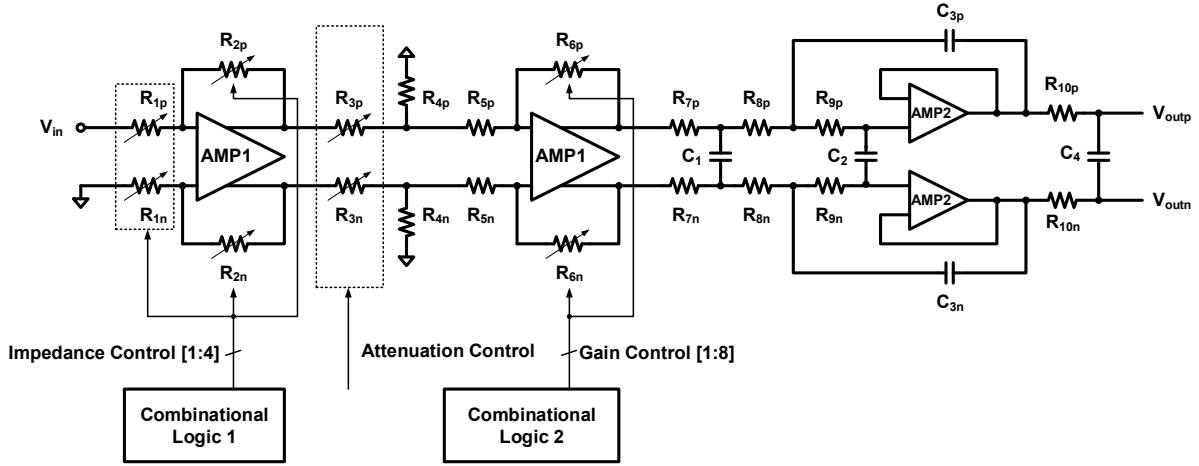 C3p
R2p
R6p
R1p
R3p
R4p
R5p
R7p
R8p
R9p
AMP2
R10p
Vin
Voutp
AMP1
AMP1
C1
C2
C4
R1n
R3n
R4n
R5n
R7n
R8n
R9n
AMP2
R10n
Voutn
R2n
R6n
C3n
Impedance Control [1:4]
Attenuation Control
Gain Control [1:8]
Combinational
Logic 1
Combinational
Logic 2